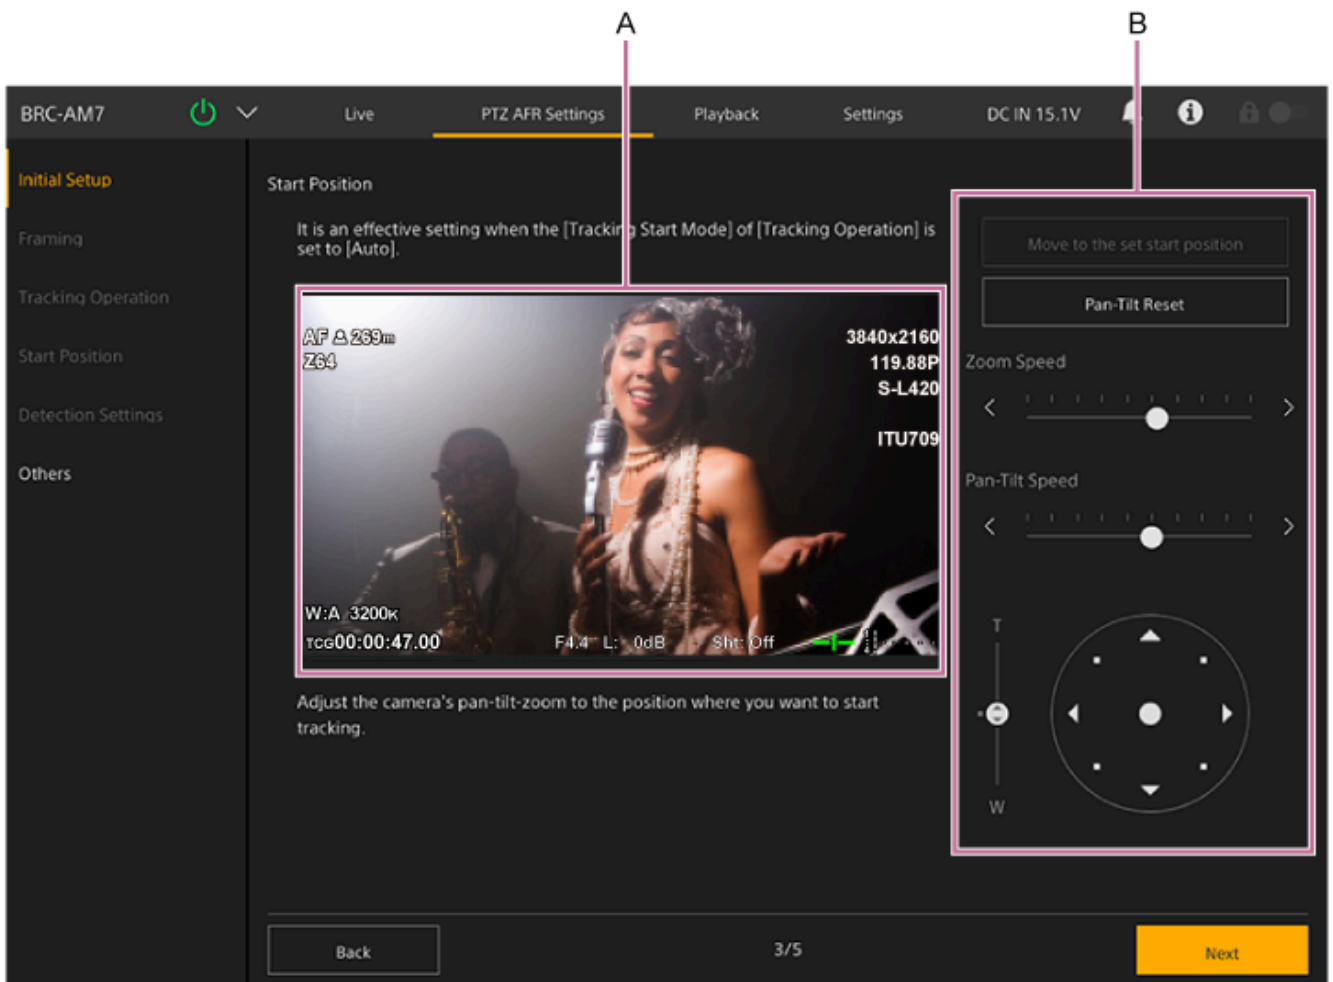 A
B
BRC-AM7
Live
PTZ AFR Settings
Playback
Settings
DC IN 15.1V
Initial Setup
Framing
Tracking Operation
Start Position
Detection Settings
Others
Start Position
It is an effective setting when the [Tracking Start Mode] of [Tracking Operation] is
set to [Auto].
AF 269m
Z64
3840x2160
119.88P
S-L420
ITU709
W:A 3200K
TCG00:00:47.00
F4.4 L: 0dB Sht: Off
Adjust the camera's pan-tilt-zoom to the position where you want to start
tracking.
Move to the set start position
Pan-Tilt Reset
Zoom Speed
Pan-Tilt Speed
T
W
Back
3/5
Next